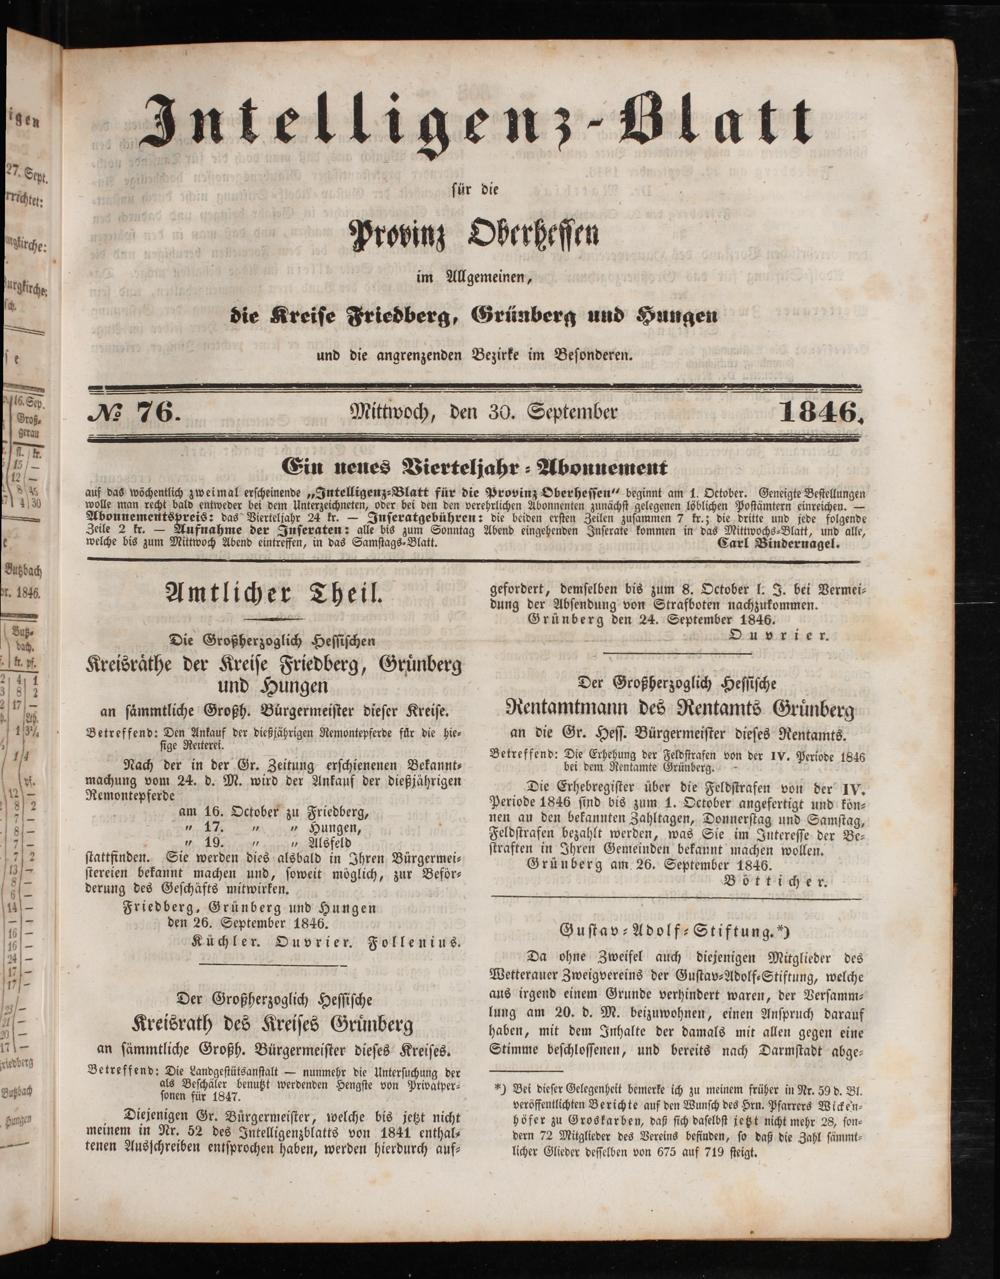 Intelligenz-Blatt
für die
Provinz Oberhessen
im Allgemeinen,
die Kreise Friedberg, Grünberg und Hungen
und die angrenzenden Bezirke im Besonderen.
№ 76. Mittwoch, den 30. September 1846.
Ein neues Vierteljahr-Abonnement
auf das wöchentlich zweimal erscheinende „Intelligenz-Blatt für die Provinz Oberhessen“ beginnt am 1. October. Geneigte Bestellungen
wolle man recht bald entweder bei dem Unterzeichneten, oder bei den den verehrlichen Abonnenten zunächst gelegenen löblichen Postämtern einreichen. —
Abonnementspreis: das Vierteljahr 24 kr. — Inseratgebühren: die beiden ersten Zeilen zusammen 7 kr.; die dritte und jede folgende
Zeile 2 kr. — Aufnahme der Inseraten: alle bis zum Sonntag Abend eingehenden Inserate kommen in das Mittwochs-Blatt, und alle,
welche bis zum Mittwoch Abend eintreffen, in das Samstags-Blatt. Carl Bindernagel.
Amtlicher Theil.
Die Großherzoglich Hessischen
Kreisräthe der Kreise Friedberg, Grünberg
und Hungen
an sämmtliche Großh. Bürgermeister dieser Kreise.
Betreffend: Den Ankauf der dießjährigen Remontepferde für die hie-
sige Reiterei.
Nach der in der Gr. Zeitung erschienenen Bekannt-
machung vom 24. d. M. wird der Ankauf der dießjährigen
Remontepferde
am 16. October zu Friedberg,
„ 17. „ „ Hungen,
„ 19. „ „ Alsfeld
stattfinden. Sie werden dies alsbald in Ihren Bürgermei-
stereien bekannt machen und, soweit möglich, zur Beför-
derung des Geschäfts mitwirken.
Friedberg, Grünberg und Hungen
den 26. September 1846.
Küchler. Ouvrier. Follenius.
Der Großherzoglich Hessische
Kreisrath des Kreises Grünberg
an sämmtliche Großh. Bürgermeister dieses Kreises.
Betreffend: Die Landgestütsanstalt — nunmehr die Untersuchung der
als Beschäler benutzt werdenden Hengste von Privatper-
sonen für 1847.
Diejenigen Gr. Bürgermeister, welche bis jetzt nicht
meinem in Nr. 52 des Intelligenzblatts von 1841 enthal-
tenen Ausschreiben entsprochen haben, werden hierdurch auf-
gefordert, demselben bis zum 8. October l. J. bei Vermei-
dung der Absendung von Strafboten nachzukommen.
Grünberg den 24. September 1846.
Ouvrier.
Der Großherzoglich Hessische
Rentamtmann des Rentamts Grünberg
an die Gr. Hess. Bürgermeister dieses Rentamts.
Betreffend: Die Erhebung der Feldstrafen von der IV. Periode 1846
bei dem Rentamte Grünberg.
Die Erhebregister über die Feldstrafen von der IV.
Periode 1846 sind bis zum 1. October angefertigt und kön-
nen an den bekannten Zahltagen, Donnerstag und Samstag,
Feldstrafen bezahlt werden, was Sie im Interesse der Be-
straften in Ihren Gemeinden bekannt machen wollen.
Grünberg am 26. September 1846.
Bötticher.
Gustav-Adolf-Stiftung.*)
Da ohne Zweifel auch diejenigen Mitglieder des
Wetterauer Zweigvereins der Gustav-Adolf-Stiftung, welche
aus irgend einem Grunde verhindert waren, der Versamm-
lung am 20. d. M. beizuwohnen, einen Anspruch darauf
haben, mit dem Inhalte der damals mit allen gegen eine
Stimme beschlossenen, und bereits nach Darmstadt abge-
*) Bei dieser Gelegenheit bemerke ich zu meinem früher in Nr. 59 d. Bl.
veröffentlichten Berichte auf den Wunsch des Hrn. Pfarrers Wicken-
höfer zu Groskarben, daß sich daselbst jetzt nicht mehr 28, son-
dern 72 Mitglieder des Vereins befinden, so daß die Zahl sämmt-
licher Glieder desselben von 675 auf 719 steigt.